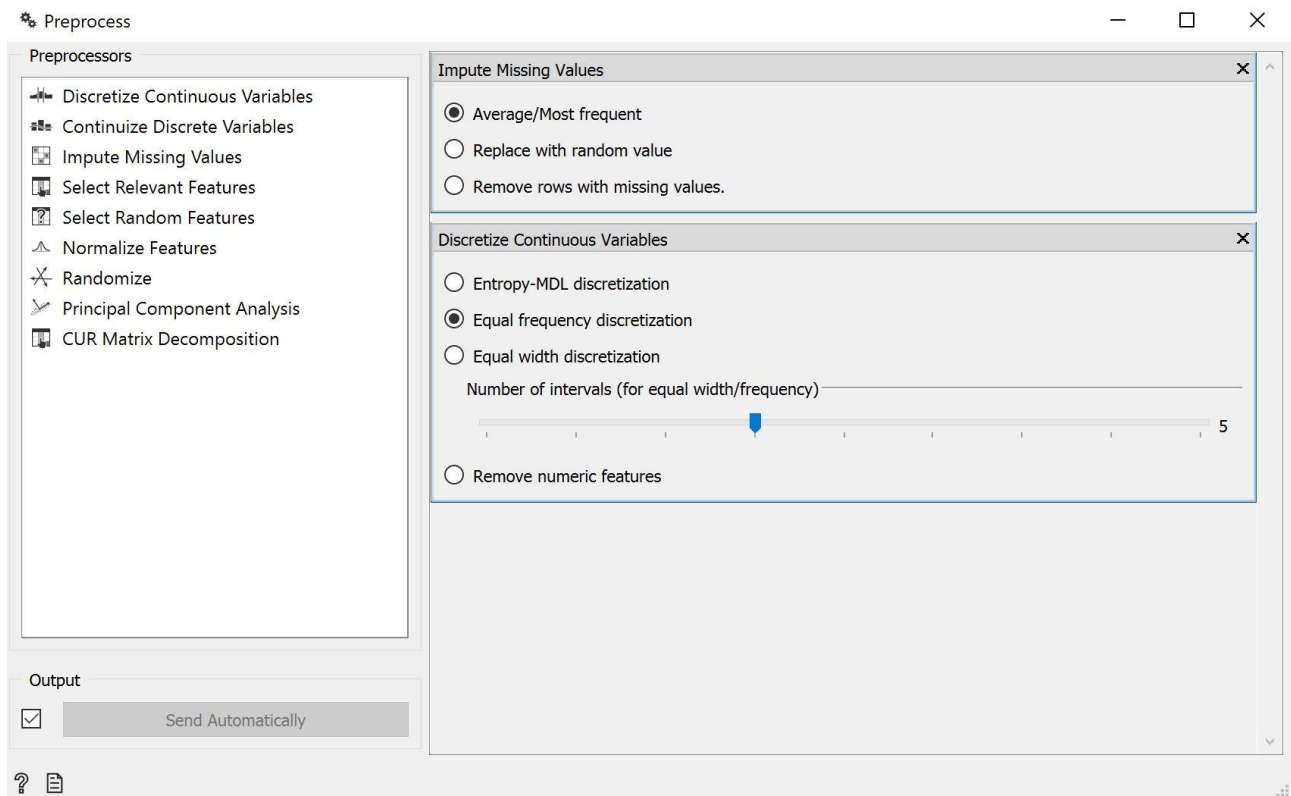 Preprocess
Preprocessors
Discretize Continuous Variables
Continuize Discrete Variables
Impute Missing Values
Select Relevant Features
Select Random Features
Normalize Features
Randomize
Principal Component Analysis
CUR Matrix Decomposition
Output
Send Automatically
Impute Missing Values
Average/Most frequent
Replace with random value
Remove rows with missing values.
Discretize Continuous Variables
Entropy-MDL discretization
Equal frequency discretization
Equal width discretization
Number of intervals (for equal width/frequency)
5
Remove numeric features